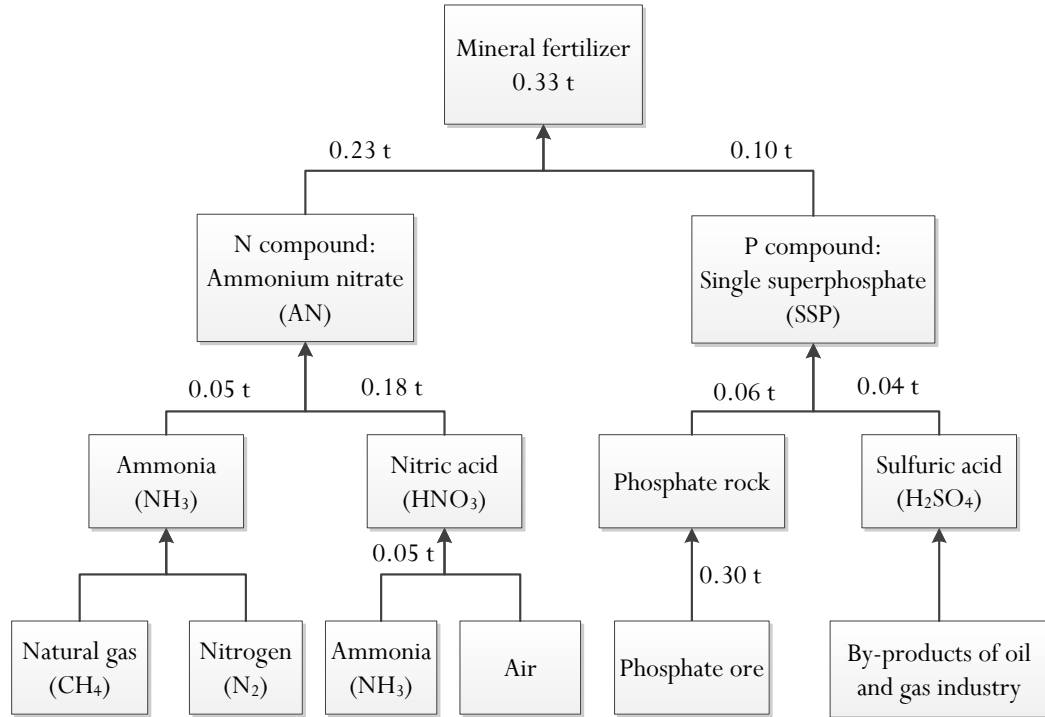 Mineral fertilizer
0.33 t
0.23 t
0.10 t
N compound:
Ammonium nitrate
(AN)
P compound:
Single superphosphate
(SSP)
0.05 t
0.18 t
0.06 t
0.04 t
Ammonia
(NH₃)
Nitric acid
(HNO₃)
Phosphate rock
Sulfuric acid
(H₂SO₄)
0.05 t
0.30 t
Natural gas
(CH₄)
Nitrogen
(N₂)
Ammonia
(NH₃)
Air
Phosphate ore
By-products of oil
and gas industry